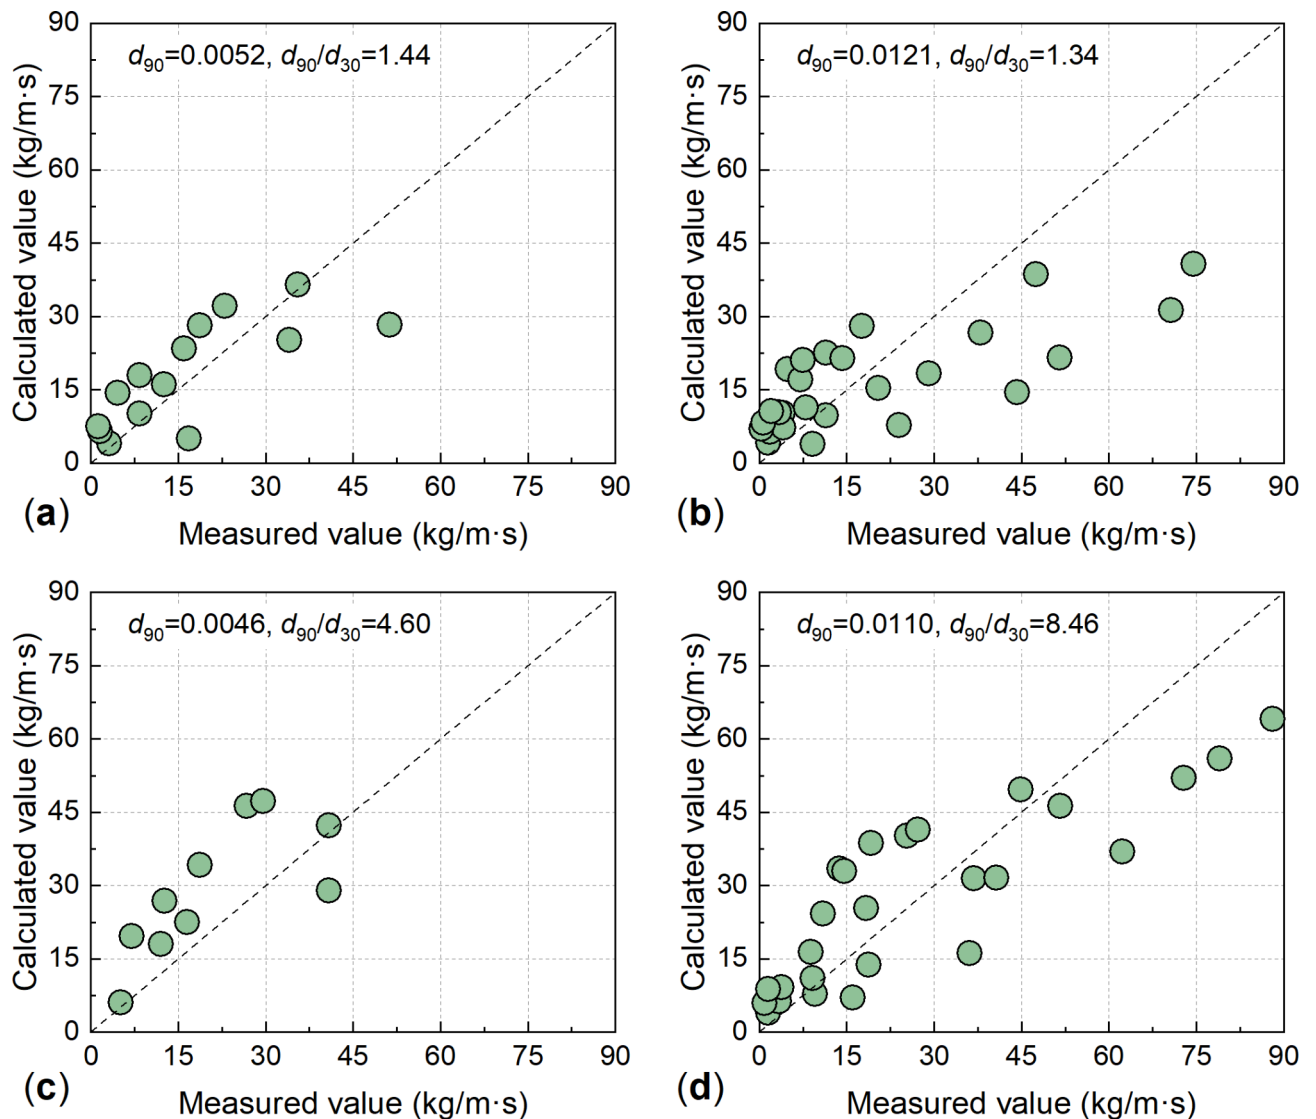 d90=0.0052, d90/d30=1.44
90
75
60
45
30
15
0
Calculated value (kg/m·s)
0 15 30 45 60 75 90
Measured value (kg/m·s)
(a)
d90=0.0121, d90/d30=1.34
90
75
60
45
30
15
0
Calculated value (kg/m·s)
0 15 30 45 60 75 90
Measured value (kg/m·s)
(b)
d90=0.0046, d90/d30=4.60
90
75
60
45
30
15
0
Calculated value (kg/m·s)
0 15 30 45 60 75 90
Measured value (kg/m·s)
(c)
d90=0.0110, d90/d30=8.46
90
75
60
45
30
15
0
Calculated value (kg/m·s)
0 15 30 45 60 75 90
Measured value (kg/m·s)
(d)